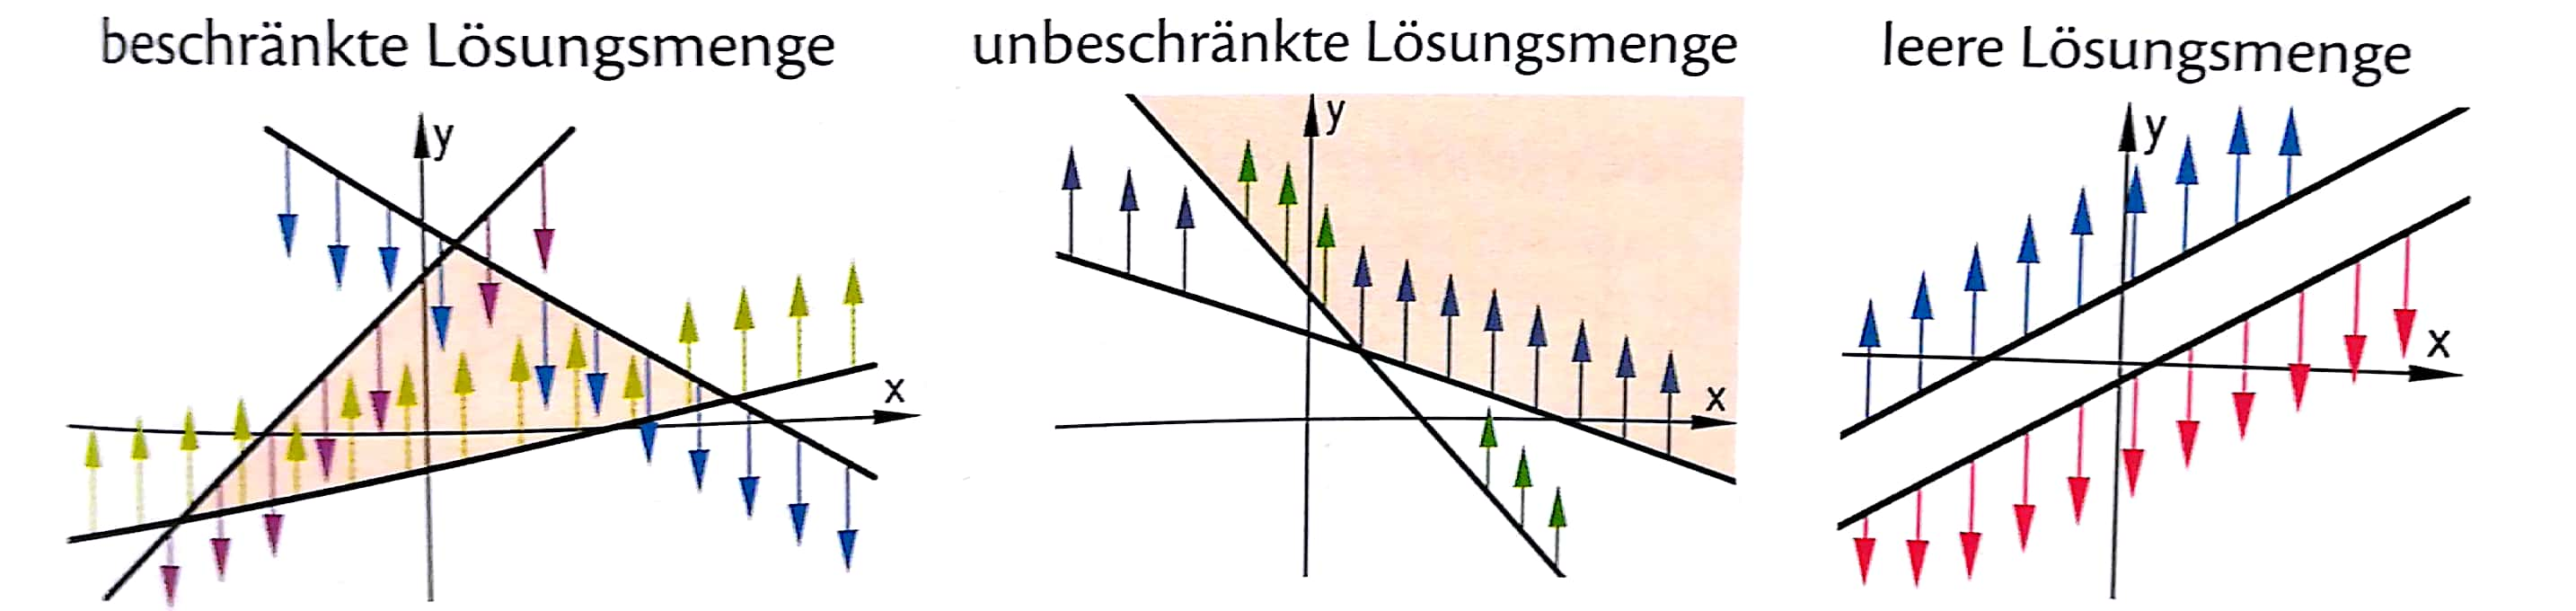 beschränkte Lösungsmenge
unbeschränkte Lösungsmenge
leere Lösungsmenge
y
x
y
x
y
x